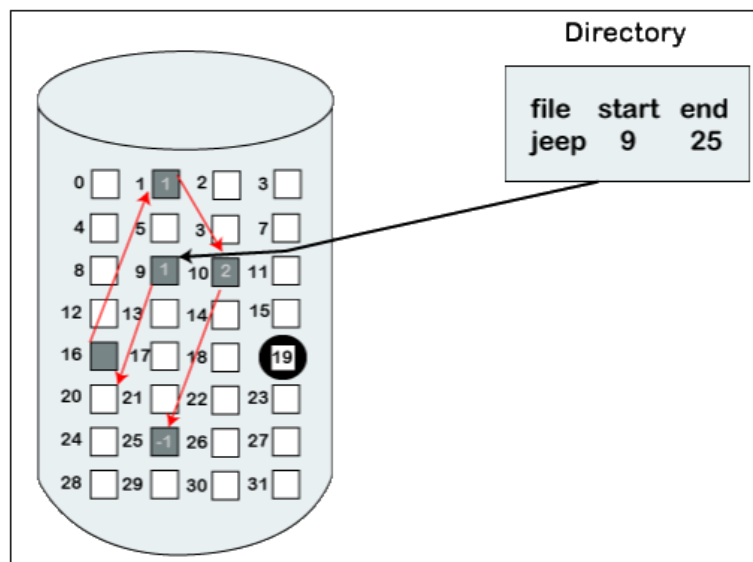 Directory
file start end
jeep 9 25
0 1 1 2 3
4 5 3 7
8 9 1 10 2 11
12 13 14 15
16 17 18 19
20 21 22 23
24 25 -1 26 27
28 29 30 31